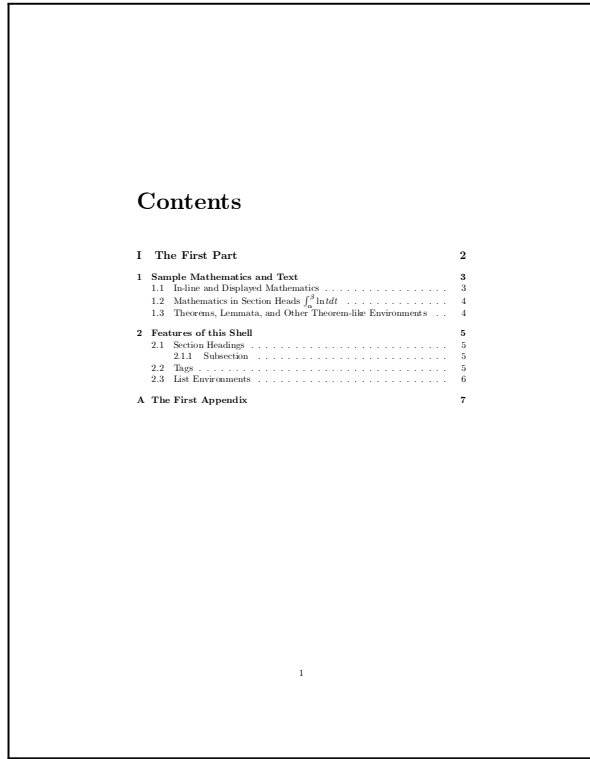 Contents
I The First Part 2
1 Sample Mathematics and Text 3
1.1 In-line and Displayed Mathematics . . . . . . . . . . . . . . . . 3
1.2 Mathematics in Section Heads ∫_α^β ln tdt . . . . . . . . . . . . . 4
1.3 Theorems, Lemmata, and Other Theorem-like Environments . . 4
2 Features of this Shell 5
2.1 Section Headings . . . . . . . . . . . . . . . . . . . . . . . . . . 5
2.1.1 Subsection . . . . . . . . . . . . . . . . . . . . . . . . . 5
2.2 Tags . . . . . . . . . . . . . . . . . . . . . . . . . . . . . . . . . 5
2.3 List Environments . . . . . . . . . . . . . . . . . . . . . . . . . 6
A The First Appendix 7
1